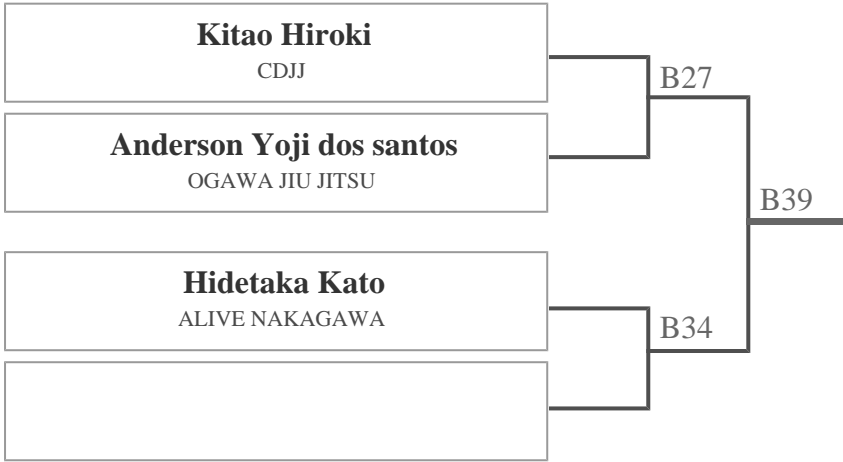 Kitao Hiroki
CDJJ
B27
Anderson Yoji dos santos
OGAWA JIU JITSU
B39
Hidetaka Kato
ALIVE NAKAGAWA
B34